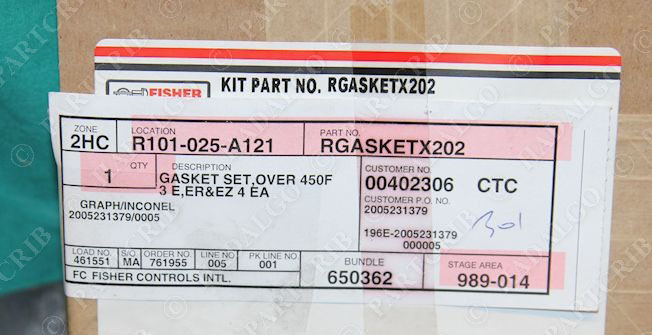 KIT PART NO. RGASKETX202
FISHER
ZONE
2HC
LOCATION
R101-025-A121
PART NO.
RGASKETX202
QTY
1
DESCRIPTION
GASKET SET,OVER 450F
3 E,ER&EZ 4 EA
GRAPH/INCONEL
2005231379/0005
CUSTOMER NO.
00402306 CTC
CUSTOMER P.O. NO.
2005231379
196E-2005231379
000005
LOAD NO.
461551
S/O
MA
ORDER NO.
761955
LINE NO
005
PK LINE NO.
001
FC FISHER CONTROLS INTL.
BUNDLE
650362
STAGE AREA
989-014
PARTCRIB
PADALGO